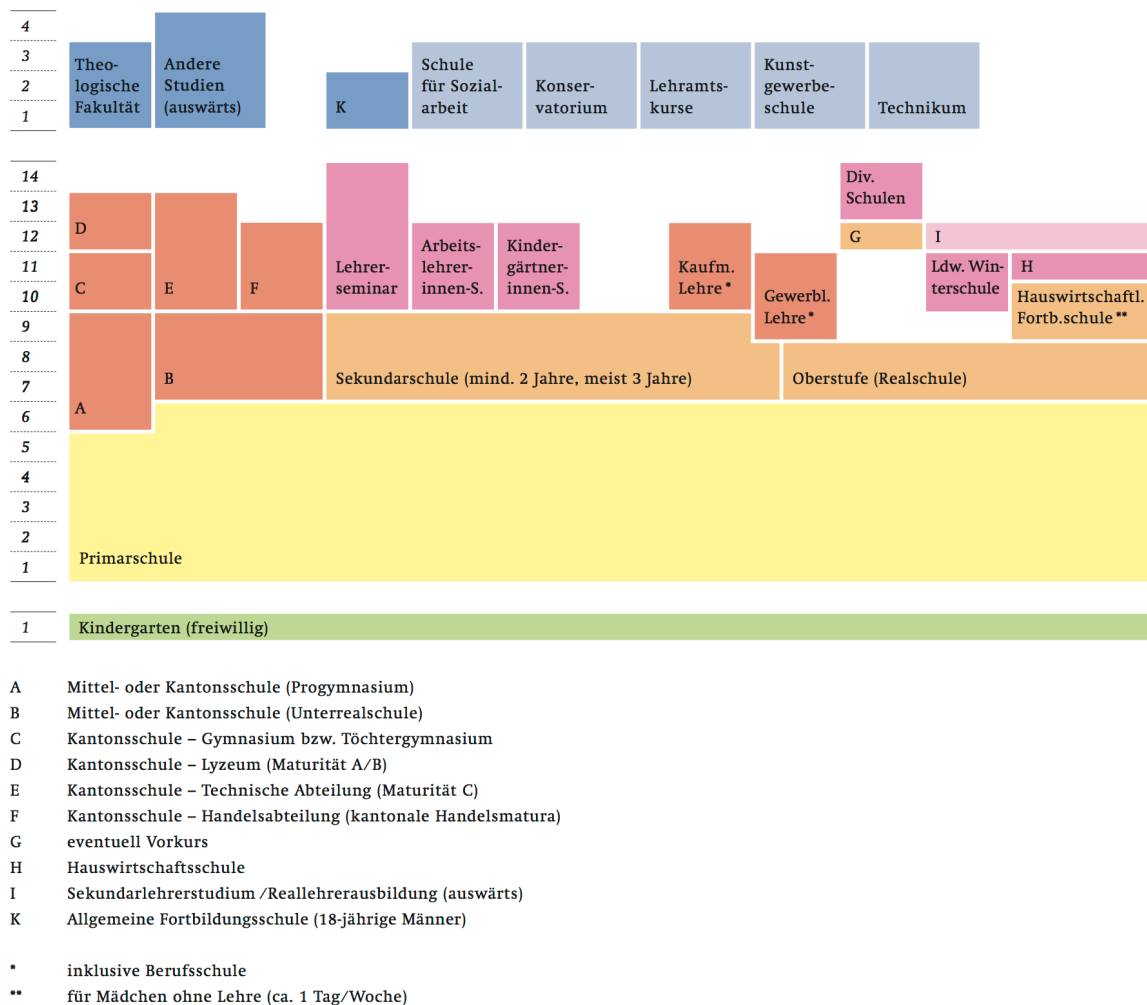 4
3
2
1
Theo-
logische
Fakultät
Andere
Studien
(auswärts)
K
Schule
für Sozial-
arbeit
Konser-
vatorium
Lehramts-
kurse
Kunst-
gewerbe-
schule
Technikum
14
13
12
11
10
9
8
7
6
5
4
3
2
1
D
C
A
E
F
B
Lehrer-
seminar
Arbeits-
lehrer-
innen-S.
Kinder-
gärtner-
innen-S.
Kaufm.
Lehre*
Gewerbl.
Lehre*
Div.
Schulen
G
I
Ldw. Win-
terschule
H
Hauswirtschaftl.
Fortb.schule**
Sekundarschule (mind. 2 Jahre, meist 3 Jahre)
Oberstufe (Realschule)
Primarschule
1
Kindergarten (freiwillig)
A Mittel- oder Kantonsschule (Progymnasium)
B Mittel- oder Kantonsschule (Unterrealschule)
C Kantonsschule – Gymnasium bzw. Töchtergymnasium
D Kantonsschule – Lyzeum (Maturität A/B)
E Kantonsschule – Technische Abteilung (Maturität C)
F Kantonsschule – Handelsabteilung (kantonale Handelsmatura)
G eventuell Vorkurs
H Hauswirtschaftsschule
I Sekundarlehrerstudium /Reallehrerausbildung (auswärts)
K Allgemeine Fortbildungsschule (18-jährige Männer)
* inklusive Berufsschule
** für Mädchen ohne Lehre (ca. 1 Tag/Woche)